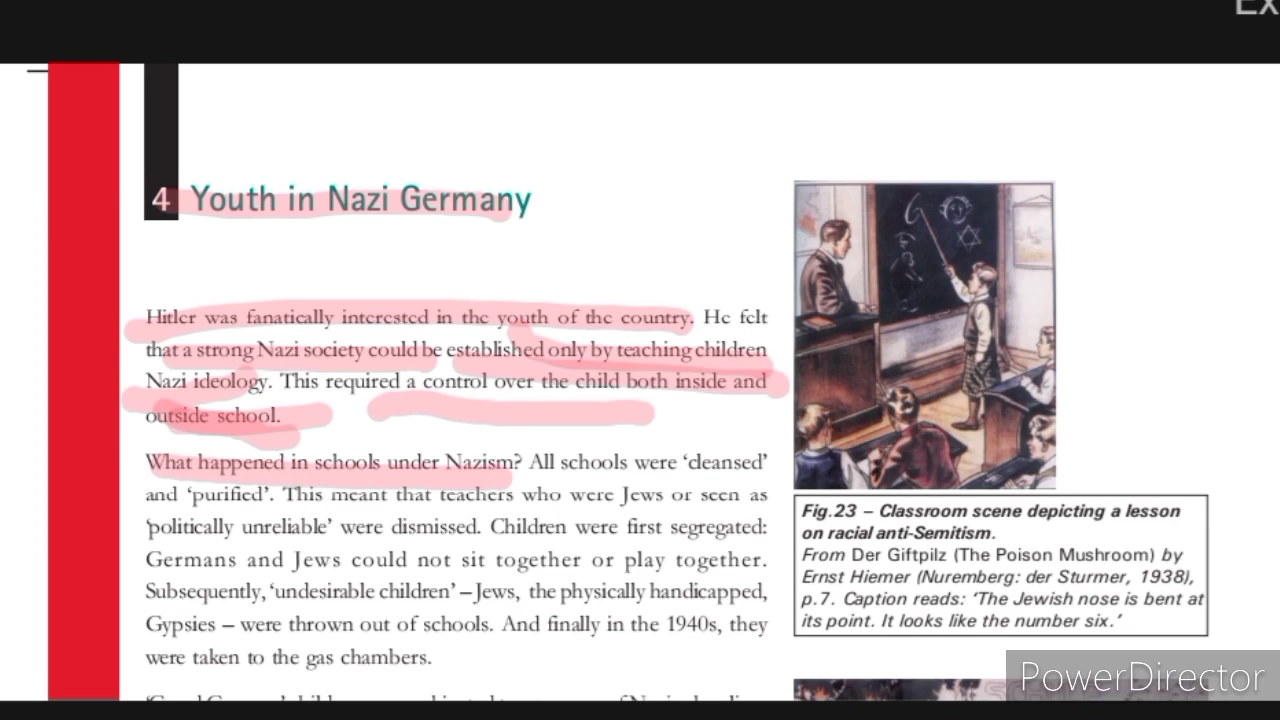 Ex
4 Youth in Nazi Germany
Hitler was fanatically interested in the youth of the country. He felt
that a strong Nazi society could be established only by teaching children
Nazi ideology. This required a control over the child both inside and
outside school.
What happened in schools under Nazism? All schools were ‘cleansed’
and ‘purified’. This meant that teachers who were Jews or seen as
‘politically unreliable’ were dismissed. Children were first segregated:
Germans and Jews could not sit together or play together.
Subsequently, ‘undesirable children’ – Jews, the physically handicapped,
Gypsies – were thrown out of schools. And finally in the 1940s, they
were taken to the gas chambers.
Fig.23 – Classroom scene depicting a lesson
on racial anti-Semitism.
From Der Giftpilz (The Poison Mushroom) by
Ernst Hiemer (Nuremberg: der Sturmer, 1938),
p.7. Caption reads: ‘The Jewish nose is bent at
its point. It looks like the number six.’
PowerDirector